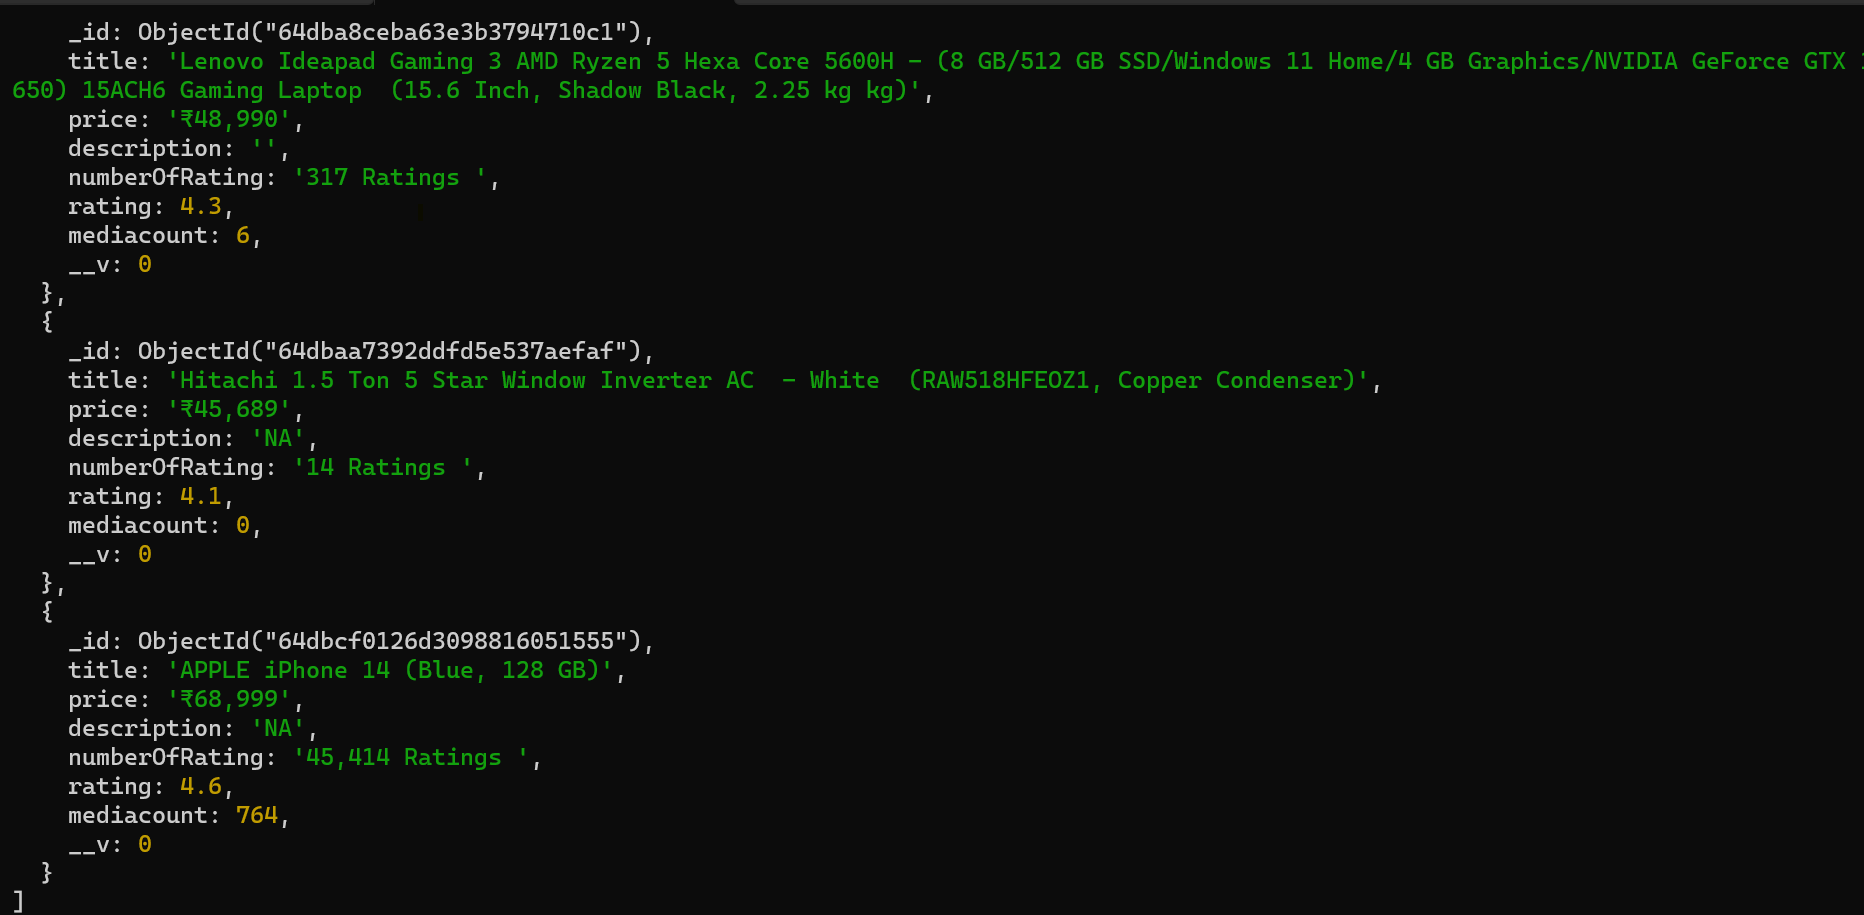 _id: ObjectId("64dba8ceba63e3b3794710c1"),
title: 'Lenovo Ideapad Gaming 3 AMD Ryzen 5 Hexa Core 5600H - (8 GB/512 GB SSD/Windows 11 Home/4 GB Graphics/NVIDIA GeForce GTX 1
650) 15ACH6 Gaming Laptop  (15.6 Inch, Shadow Black, 2.25 kg kg)',
price: '₹48,990',
description: '',
numberOfRating: '317 Ratings ',
rating: 4.3,
mediacount: 6,
__v: 0
},
{
_id: ObjectId("64dbaa7392ddfd5e537aefaf"),
title: 'Hitachi 1.5 Ton 5 Star Window Inverter AC  - White  (RAW518HFEOZ1, Copper Condenser)',
price: '₹45,689',
description: 'NA',
numberOfRating: '14 Ratings ',
rating: 4.1,
mediacount: 0,
__v: 0
},
{
_id: ObjectId("64dbcf0126d3098816051555"),
title: 'APPLE iPhone 14 (Blue, 128 GB)',
price: '₹68,999',
description: 'NA',
numberOfRating: '45,414 Ratings ',
rating: 4.6,
mediacount: 764,
__v: 0
}
]